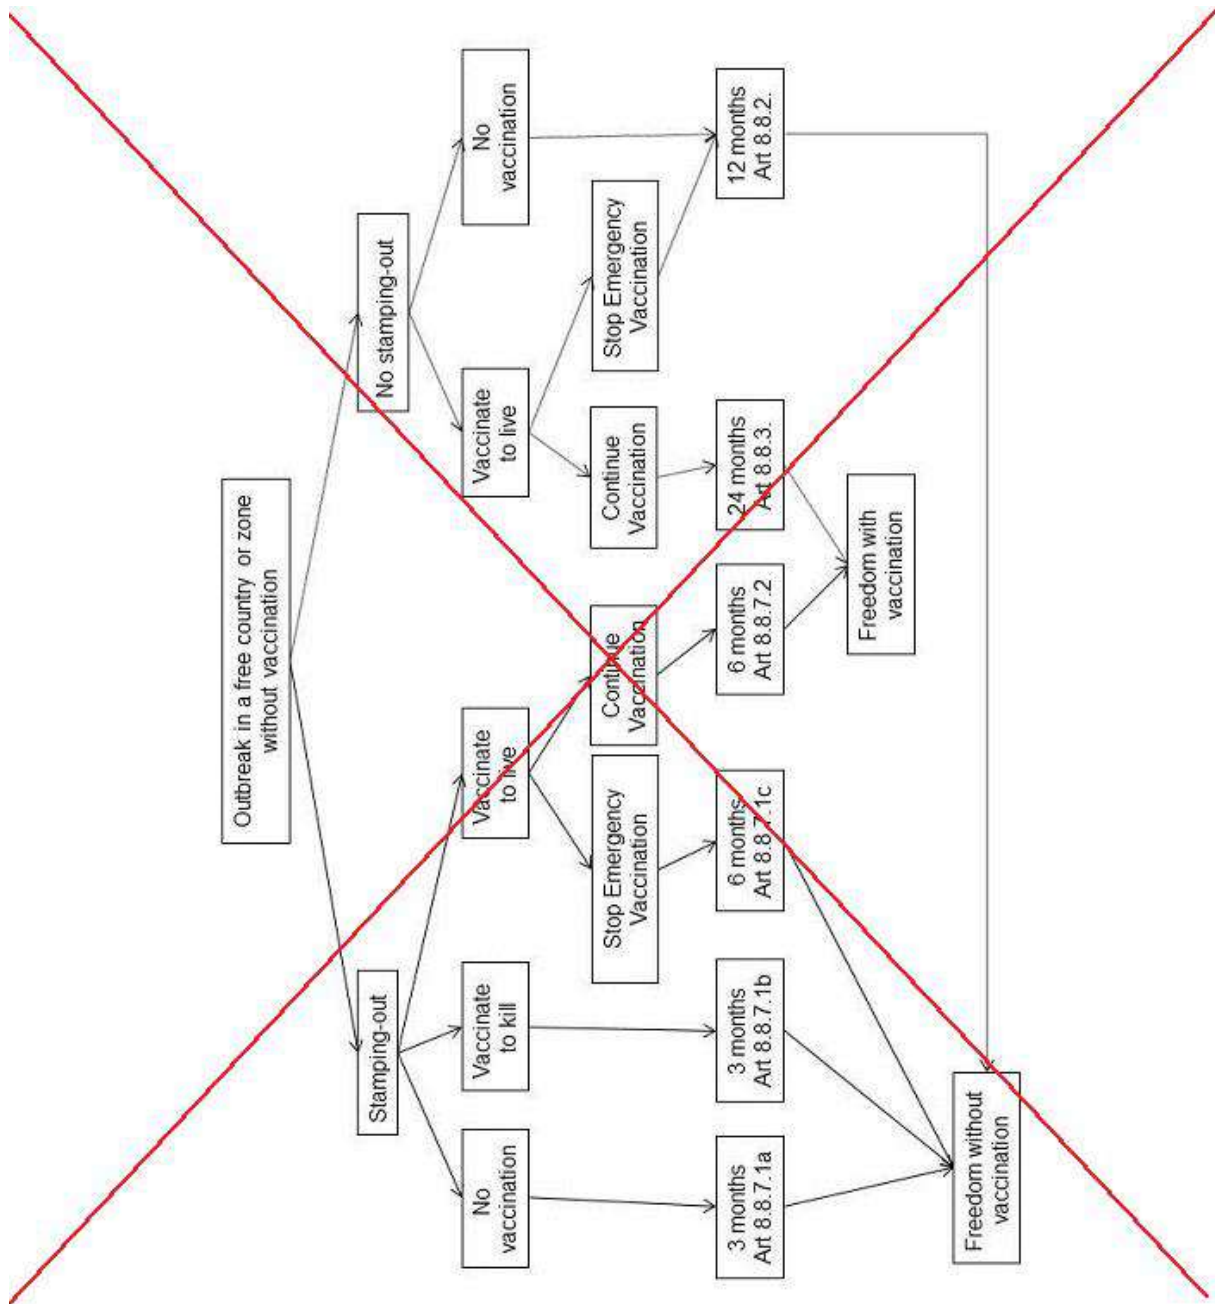 Outbreak in a free country or zone
without vaccination
Stamping-out
No stamping-out
No
vaccination
Vaccinate
to kill
Vaccinate
to live
Vaccinate
to live
No
vaccination
Stop Emergency
Vaccination
Continue
Vaccination
Continue
Vaccination
Stop Emergency
Vaccination
3 months
Art 8.8.7.1a
3 months
Art 8.8.7.1b
6 months
Art 8.8.7.1c
6 months
Art 8.8.7.2
24 months
Art 8.8.3.
12 months
Art 8.8.2.
Freedom with
vaccination
Freedom without
vaccination